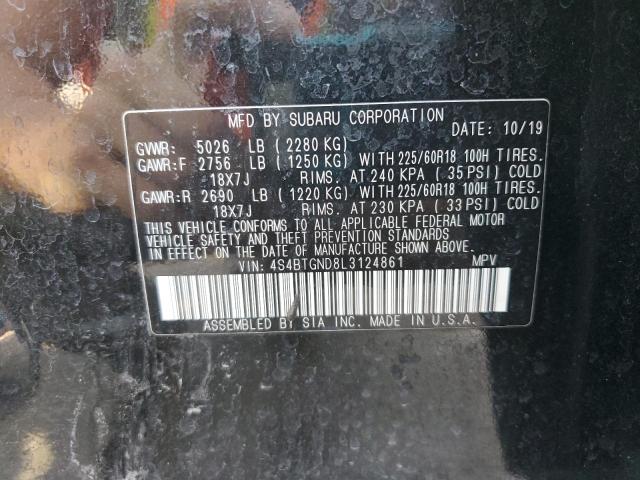 MFD BY SUBARU CORPORATION
DATE: 10/19
GVWR: 5026 LB (2280 KG)
GAWR:F 2756 LB (1250 KG) WITH 225/60R18 100H TIRES.
18X7J RIMS. AT 240 KPA (35 PSI) COLD
GAWR:R 2690 LB (1220 KG) WITH 225/60R18 100H TIRES.
18X7J RIMS. AT 230 KPA (33 PSI) COLD
THIS VEHICLE CONFORMS TO ALL APPLICABLE FEDERAL MOTOR
VEHICLE SAFETY AND THEFT PREVENTION STANDARDS
IN EFFECT ON THE DATE OF MANUFACTURE SHOWN ABOVE.
VIN: 4S4BTGND8L3124861 MPV
ASSEMBLED BY SIA INC. MADE IN U.S.A.